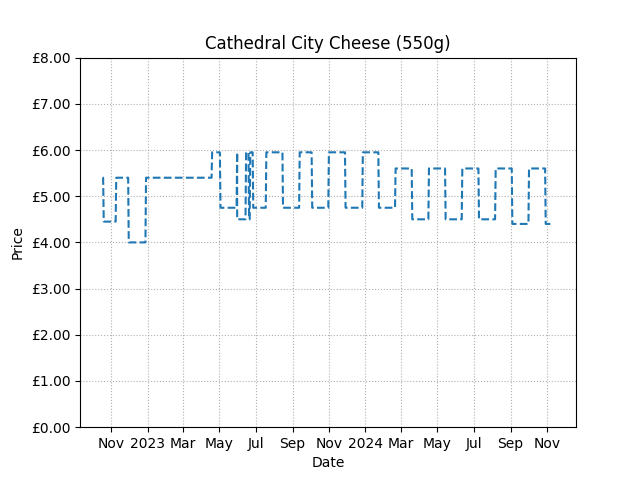 Cathedral City Cheese (550g)
£8.00
£7.00
£6.00
£5.00
£4.00
£3.00
£2.00
£1.00
£0.00
Price
Nov 2023 Mar May Jul Sep Nov 2024 Mar May Jul Sep Nov
Date